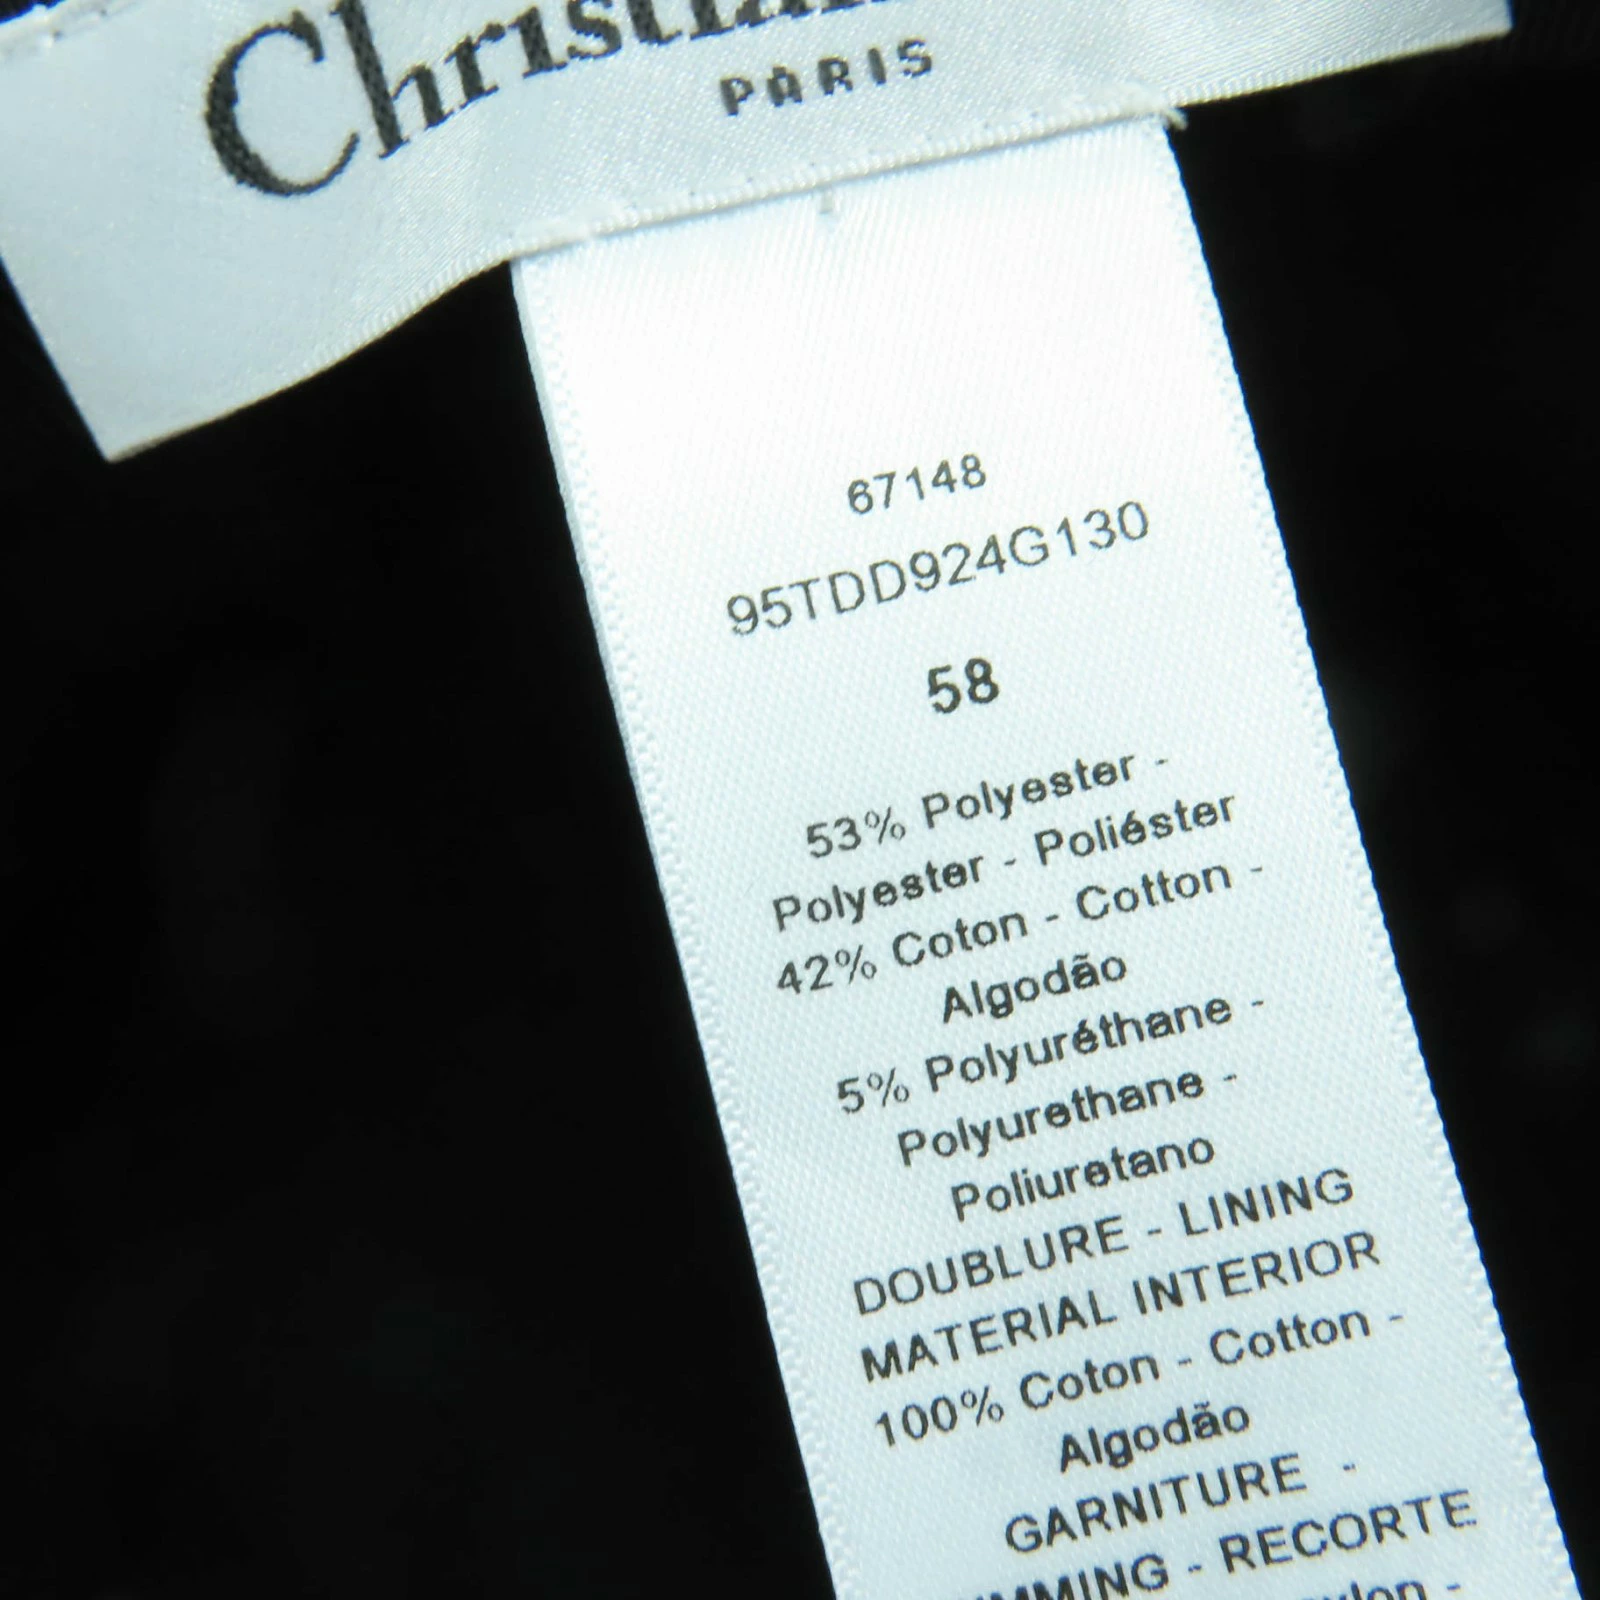 PARIS
67148
95TDD924G130
58
53% Polyester -
Polyester - Poliéster
42% Coton - Cotton -
Algodão
5% Polyuréthane -
Polyurethane -
Poliuretano
DOUBLURE - LINING
MATERIAL INTERIOR
100% Coton - Cotton -
Algodão
GARNITURE -
- RECORTE